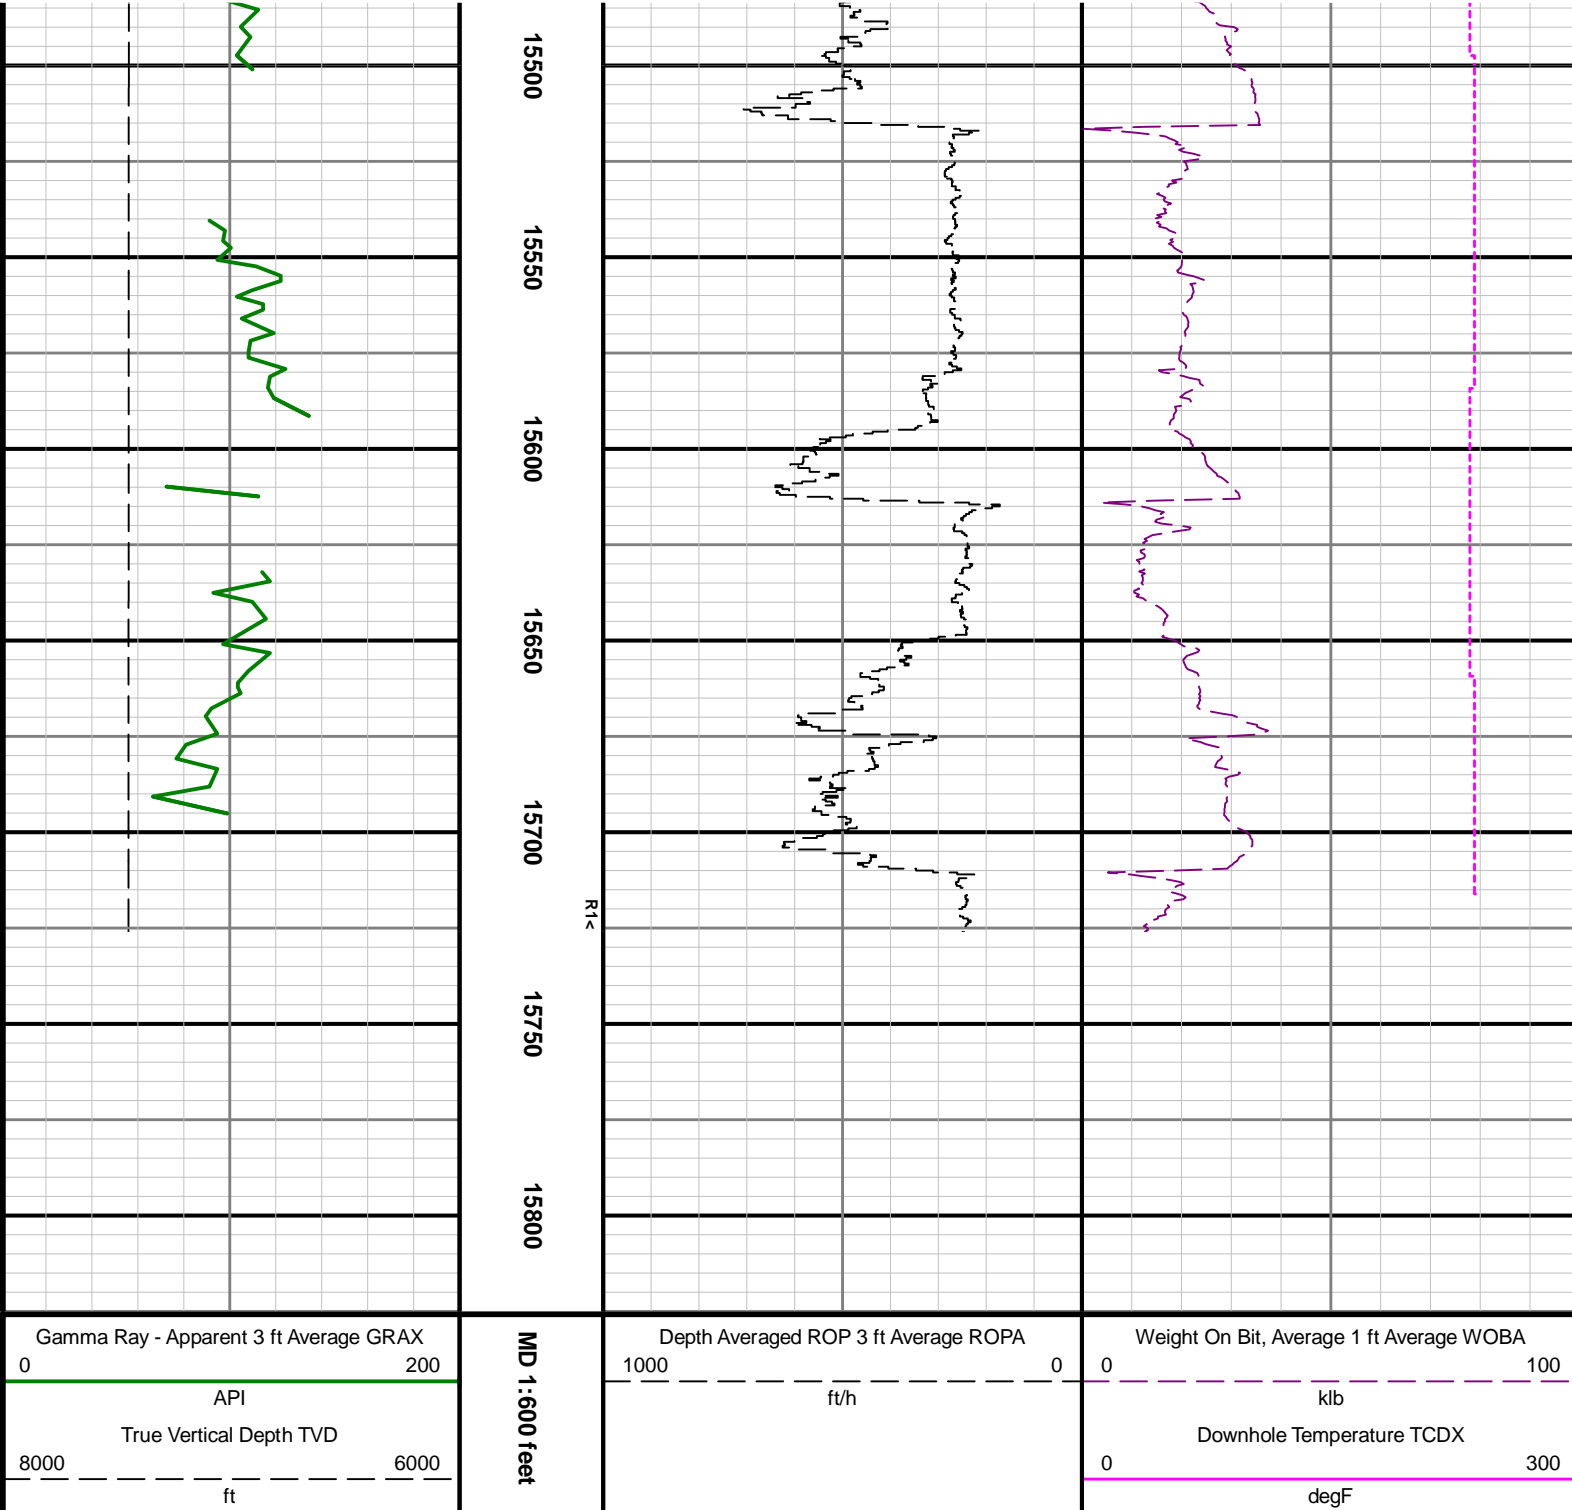 15500
15550
15600
15650
15700
R1<
15750
15800
Gamma Ray - Apparent 3 ft Average GRAX
0 200
API
True Vertical Depth TVD
8000 6000
ft
MD 1:600 feet
Depth Averaged ROP 3 ft Average ROPA
1000 0
ft/h
Weight On Bit, Average 1 ft Average WOBA
0 100
klb
Downhole Temperature TCDX
0 300
degF